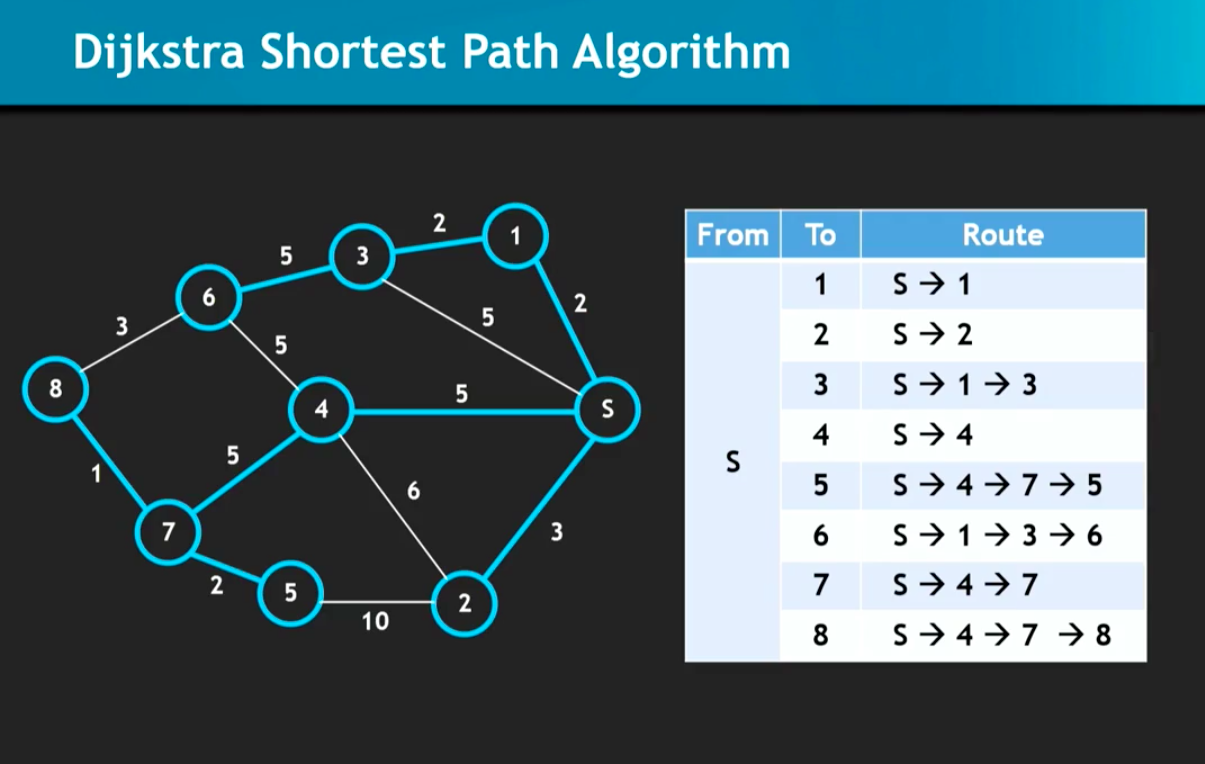 Dijkstra Shortest Path Algorithm
2
1
5
3
6
3
5
5
2
8
5
4
S
1
5
6
3
7
2
5
10
2
From To Route
S
1 S → 1
2 S → 2
3 S → 1 → 3
4 S → 4
5 S → 4 → 7 → 5
6 S → 1 → 3 → 6
7 S → 4 → 7
8 S → 4 → 7 → 8